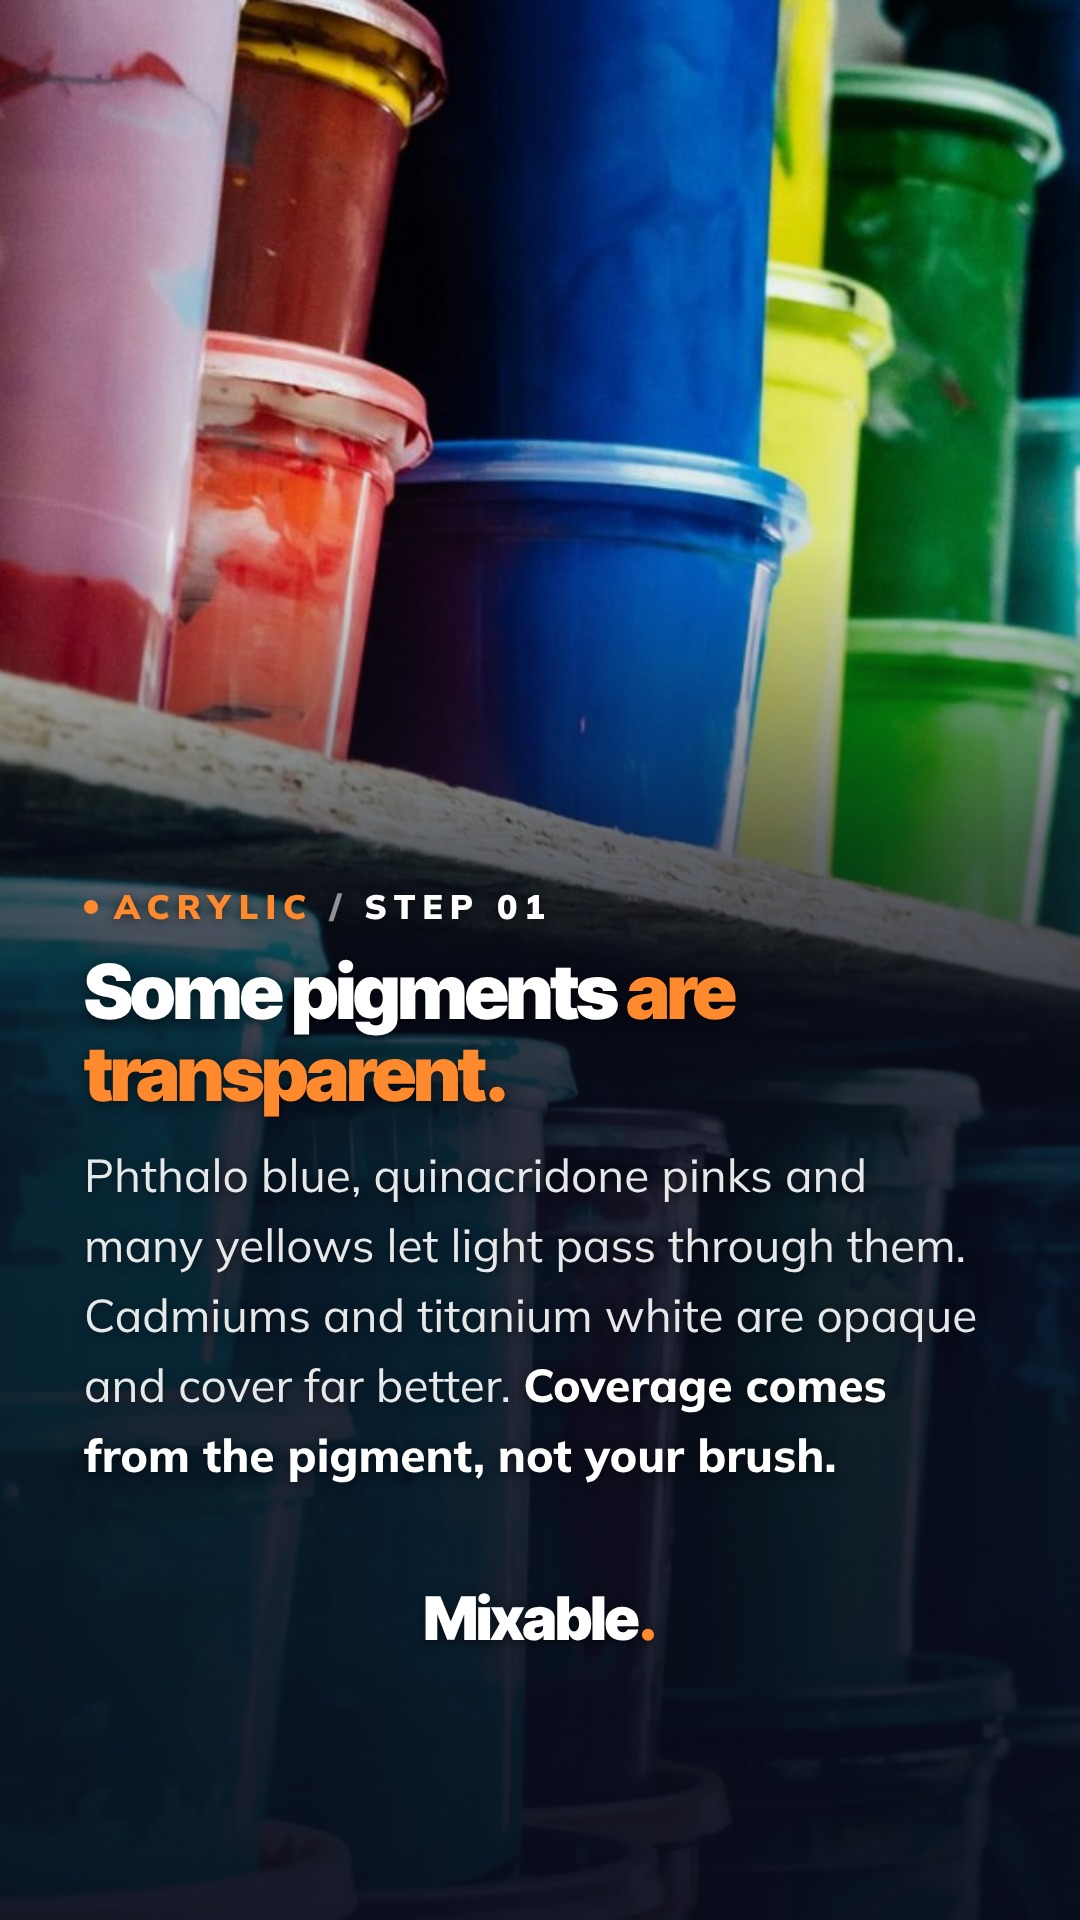 • ACRYLIC / STEP 01
Some pigments are
transparent.
Phthalo blue, quinacridone pinks and
many yellows let light pass through them.
Cadmiums and titanium white are opaque
and cover far better. Coverage comes
from the pigment, not your brush.
Mixable.